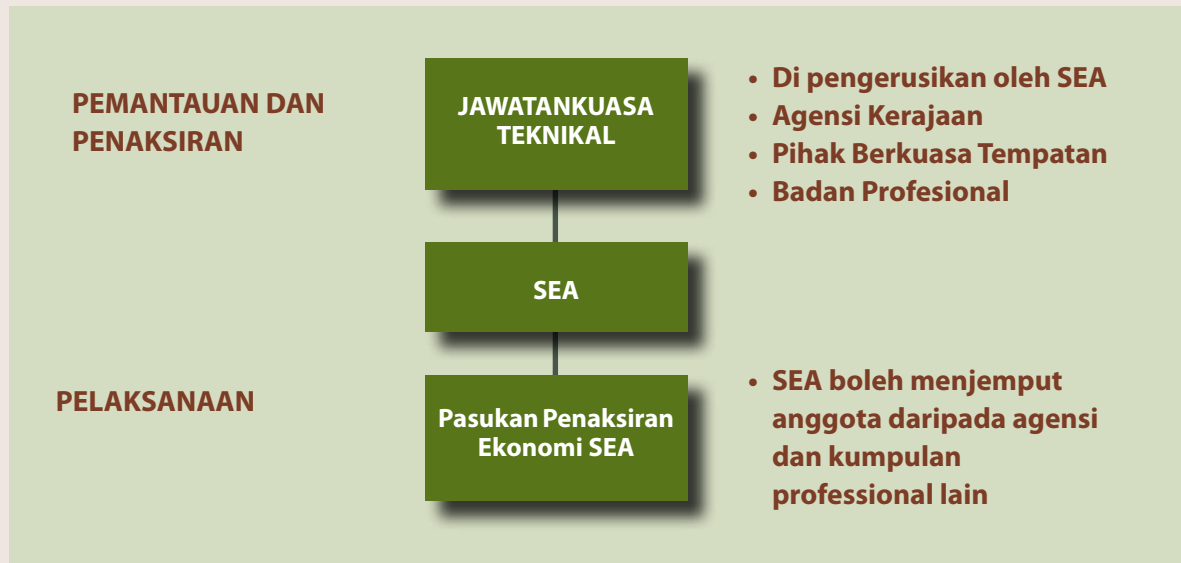 PEMANTAUAN DAN
PENAKSIRAN
JAWATANKUASA
TEKNIKAL
• Di pengerusikan oleh SEA
• Agensi Kerajaan
• Pihak Berkuasa Tempatan
• Badan Profesional
SEA
PELAKSANAAN
Pasukan Penaksiran
Ekonomi SEA
• SEA boleh menjemput
anggota daripada agensi
dan kumpulan
professional lain